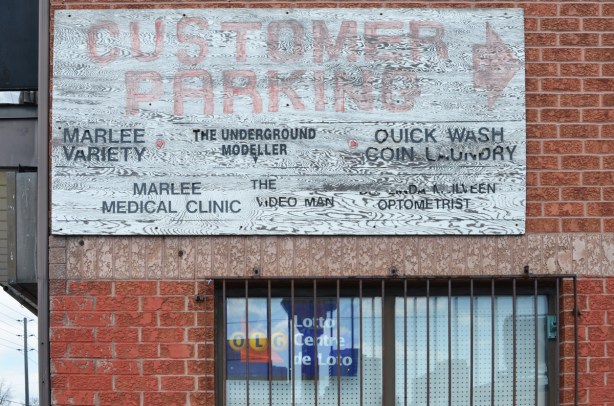 CUSTOMER
PARKING
MARLEE
VARIETY
THE UNDERGROUND
MODELLER
QUICK WASH
COIN LAUNDRY
MARLEE
MEDICAL CLINIC
THE
VIDEO MAN
OPTOMETRIST
OLG
Lotto
Centre
de Loto